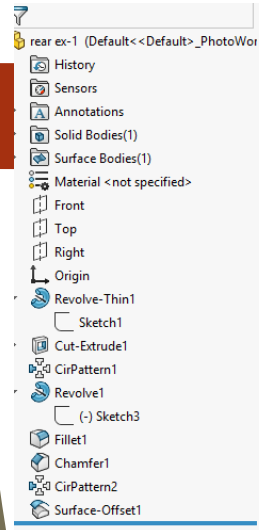 rear ex-1 (Default<<Default>_PhotoWor
History
Sensors
Annotations
Solid Bodies(1)
Surface Bodies(1)
Material <not specified>
Front
Top
Right
Origin
Revolve-Thin1
Sketch1
Cut-Extrude1
CirPattern1
Revolve1
(-) Sketch3
Fillet1
Chamfer1
CirPattern2
Surface-Offset1